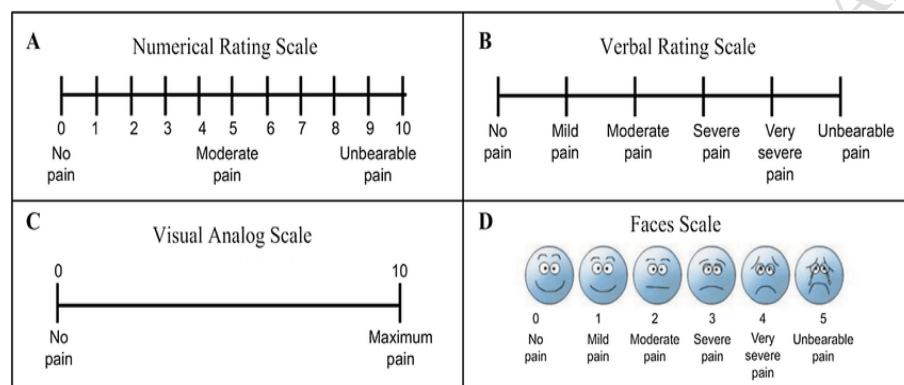 A
Numerical Rating Scale
0 1 2 3 4 5 6 7 8 9 10
No Moderate Unbearable
pain pain pain
B
Verbal Rating Scale
No Mild Moderate Severe Very Unbearable
pain pain pain pain severe pain
pain
C
Visual Analog Scale
0 10
No Maximum
pain pain
D
Faces Scale
0 1 2 3 4 5
No Mild Moderate Severe Very Unbearable
pain pain pain pain severe pain
pain